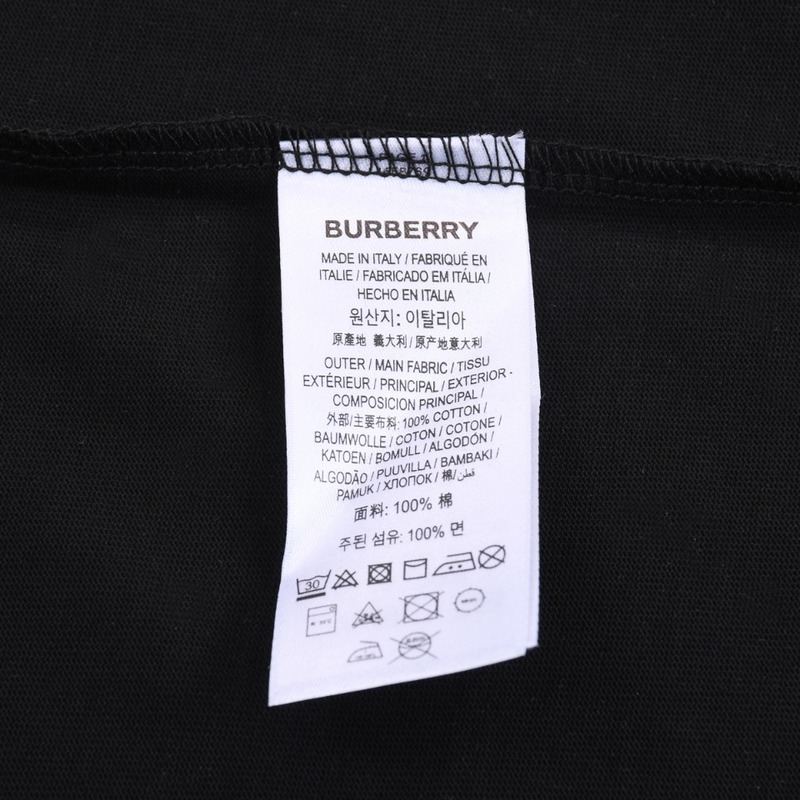 BURBERRY
MADE IN ITALY / FABRIQUÉ EN
ITALIE / FABRICADO EM ITÁLIA /
HECHO EN ITALIA
원산지: 이탈리아
原產地 義大利 / 原产地意大利
OUTER / MAIN FABRIC / TISSU
EXTÉRIEUR / PRINCIPAL / EXTERIOR -
COMPOSICION PRINCIPAL /
外部/主要布料: 100% COTTON /
BAUMWOLLE / COTON / COTONE /
KATOEN / BOMULL / ALGODÓN /
ALGODÃO / PUUVILLA / BAMBAKI /
PAMUK / ХЛОПОК / 棉/قطن
面料: 100% 棉
주된 섬유: 100% 면
30